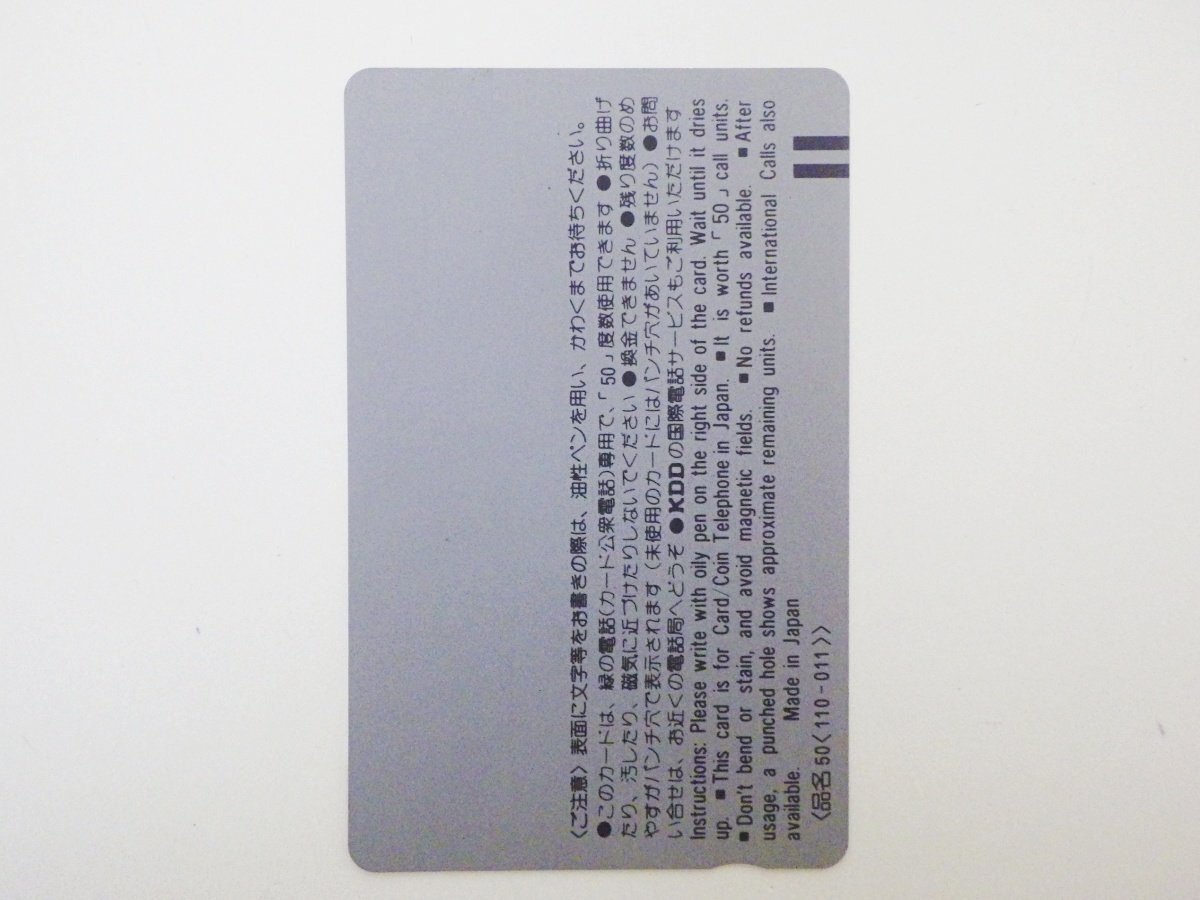 〈ご注意〉表面に文字等をお書きの際は、油性ペンを用い、かわくまでお待ちください。
●このカードは、緑の電話(カード公衆電話)専用で、「50」度数使用できます ●折り曲げ
たり、汚したり、磁気に近づけたりしないでください ●換金できません ●残り度数のめ
やすがパンチ穴で表示されます(未使用のカードにはパンチ穴があいていません) ●お問
い合せは、お近くの電話局へどうぞ ●KDDの国際電話サービスもご利用いただけます
Instructions: Please write with oily pen on the right side of the card. Wait until it dries
up. ■This card is for Card/Coin Telephone in Japan. ■It is worth「50」call units.
■Don't bend or stain, and avoid magnetic fields. ■No refunds available. ■After
usage, a punched hole shows approximate remaining units. ■International Calls also
available. Made in Japan
〈品名50〈110-011〉〉